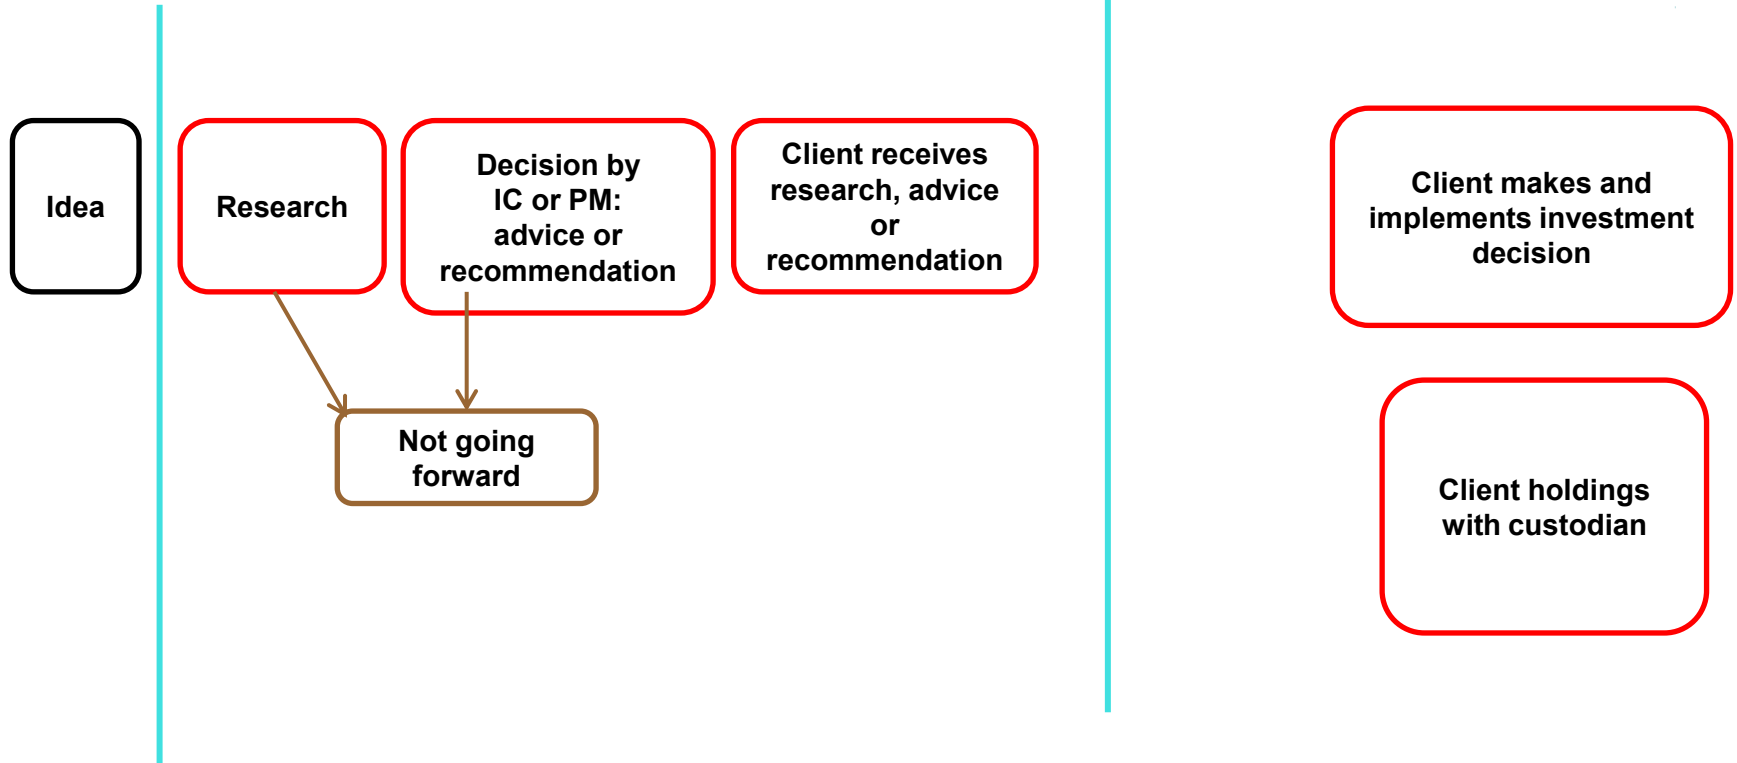 Idea
Research
Decision by
IC or PM:
advice or
recommendation
Client receives
research, advice
or
recommendation
Client makes and
implements investment
decision
Not going
forward
Client holdings
with custodian